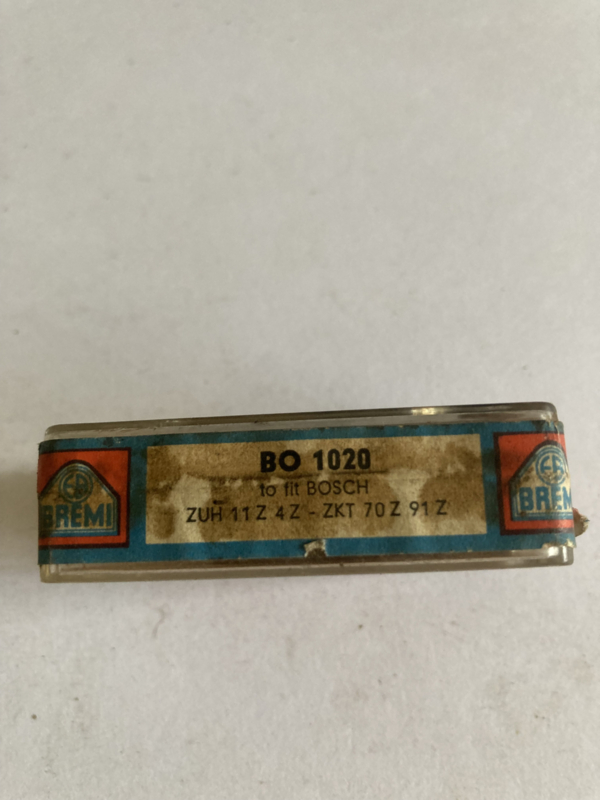 BO 1020
to fit BOSCH
ZUH 11 Z 4 Z - ZKT 70 Z 91 Z
BREMI
BREMI